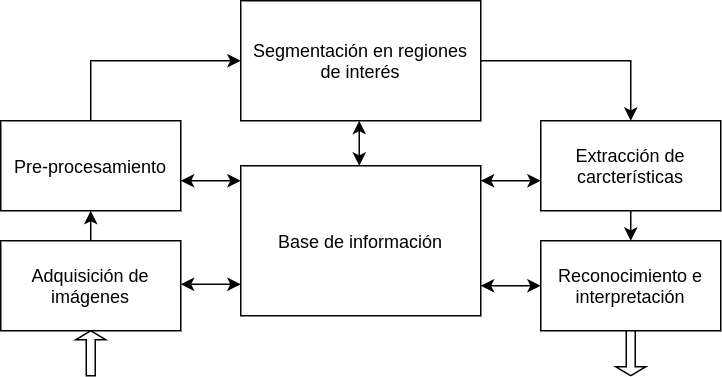 Segmentación en regiones
de interés
Pre-procesamiento
Extracción de
carcterísticas
Base de información
Adquisición de
imágenes
Reconocimiento e
interpretación